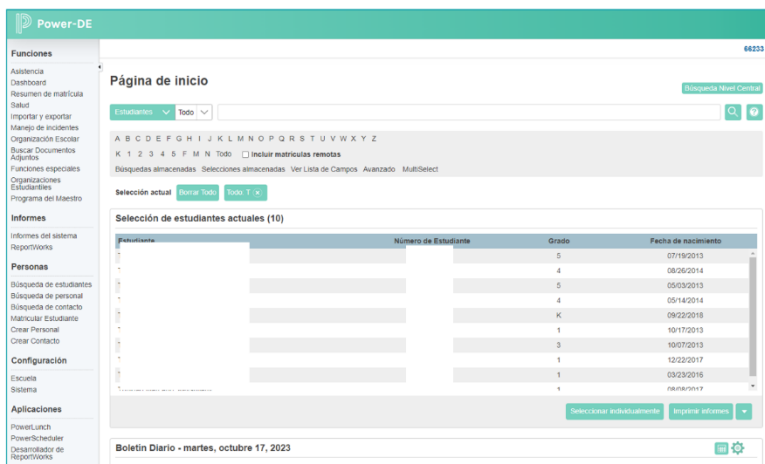 Power-DE
Funciones
Asistencia
Dashboard
Resumen de matrícula
Salud
Importar y exportar
Manejo de incidentes
Organización Escolar
Buscar Documentos
Adjuntos
Funciones especiales
Organizaciones
Estudiantiles
Programa del Maestro
Informes
Informes del sistema
ReportWorks
Personas
Búsqueda de estudiantes
Búsqueda de personal
Búsqueda de contacto
Matricular Estudiante
Crear Personal
Crear Contacto
Configuración
Escuela
Sistema
Aplicaciones
PowerLunch
PowerScheduler
Desarrollador de
ReportWorks
66233
Página de inicio
Búsqueda Nivel Central
Estudiantes Todo
A B C D E F G H I J K L M N O P Q R S T U V W X Y Z
K 1 2 3 4 5 F M N Todo Incluir matrículas remotas
Búsquedas almacenadas Selecciones almacenadas Ver Lista de Campos Avanzado MultiSelect
Selección actual Borrar Todo Todo: T x
Selección de estudiantes actuales (10)
Estudiante Número de Estudiante Grado Fecha de nacimiento
5 07/19/2013
4 08/26/2014
5 05/03/2013
4 05/14/2014
K 09/22/2018
1 10/17/2013
3 10/07/2013
1 12/22/2017
1 03/23/2016
1 08/08/2017
Seleccionar individualmente Imprimir informes
Boletín Diario - martes, octubre 17, 2023